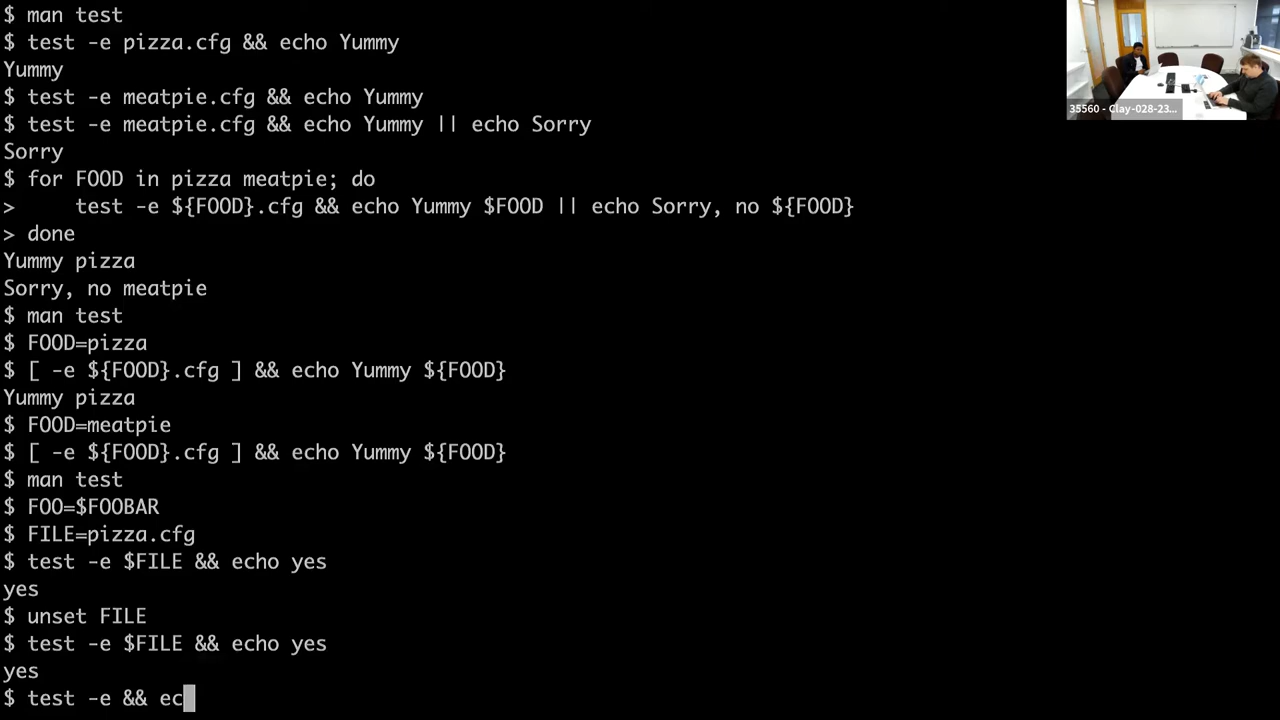 $ man test
$ test -e pizza.cfg && echo Yummy
Yummy
$ test -e meatpie.cfg && echo Yummy
$ test -e meatpie.cfg && echo Yummy || echo Sorry
Sorry
$ for FOOD in pizza meatpie; do
>     test -e ${FOOD}.cfg && echo Yummy $FOOD || echo Sorry, no ${FOOD}
> done
Yummy pizza
Sorry, no meatpie
$ man test
$ FOOD=pizza
$ [ -e ${FOOD}.cfg ] && echo Yummy ${FOOD}
Yummy pizza
$ FOOD=meatpie
$ [ -e ${FOOD}.cfg ] && echo Yummy ${FOOD}
$ man test
$ FOO=$FOOBAR
$ FILE=pizza.cfg
$ test -e $FILE && echo yes
yes
$ unset FILE
$ test -e $FILE && echo yes
yes
$ test -e && ec
35560 - Clay-028-23...